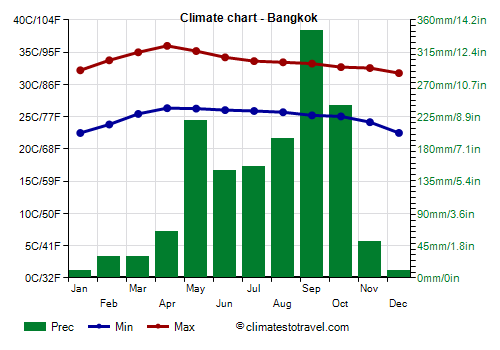 Climate chart - Bangkok
40C/104F 360mm/14.2in
35C/95F 315mm/12.4in
30C/86F 270mm/10.7in
25C/77F 225mm/8.9in
20C/68F 180mm/7.1in
15C/59F 135mm/5.4in
10C/50F 90mm/3.6in
5C/41F 45mm/1.8in
0C/32F 0mm/0in
Jan Mar May Jul Sep Nov
Feb Apr Jun Aug Oct Dec
Prec Min Max ©climatestotravel.com/